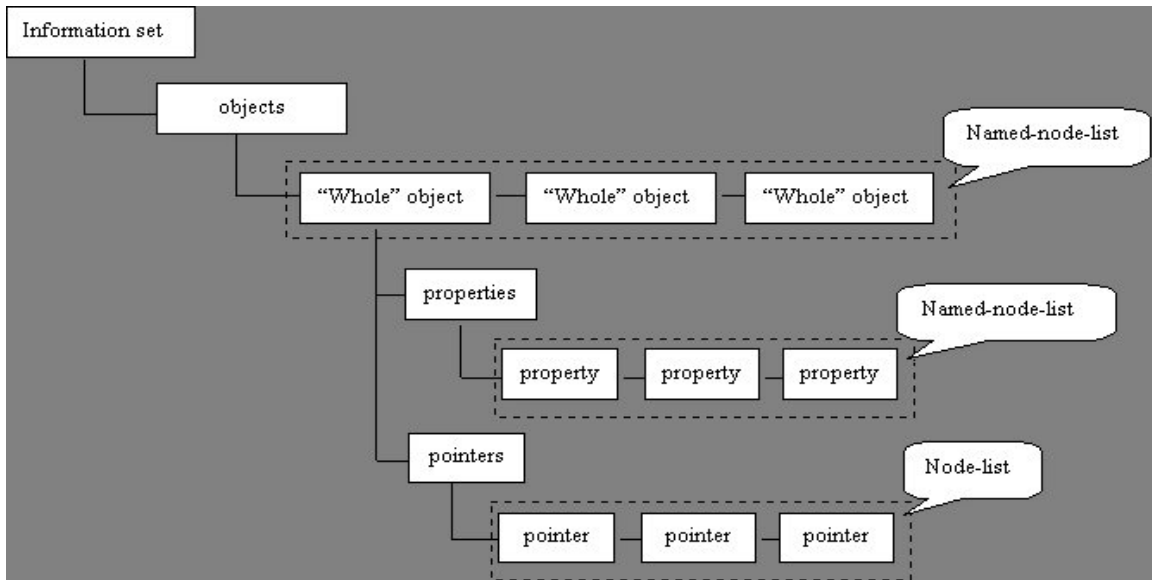 Information set
objects
Named-node-list
“Whole” object
“Whole” object
“Whole” object
properties
Named-node-list
property
property
property
pointers
Node-list
pointer
pointer
pointer